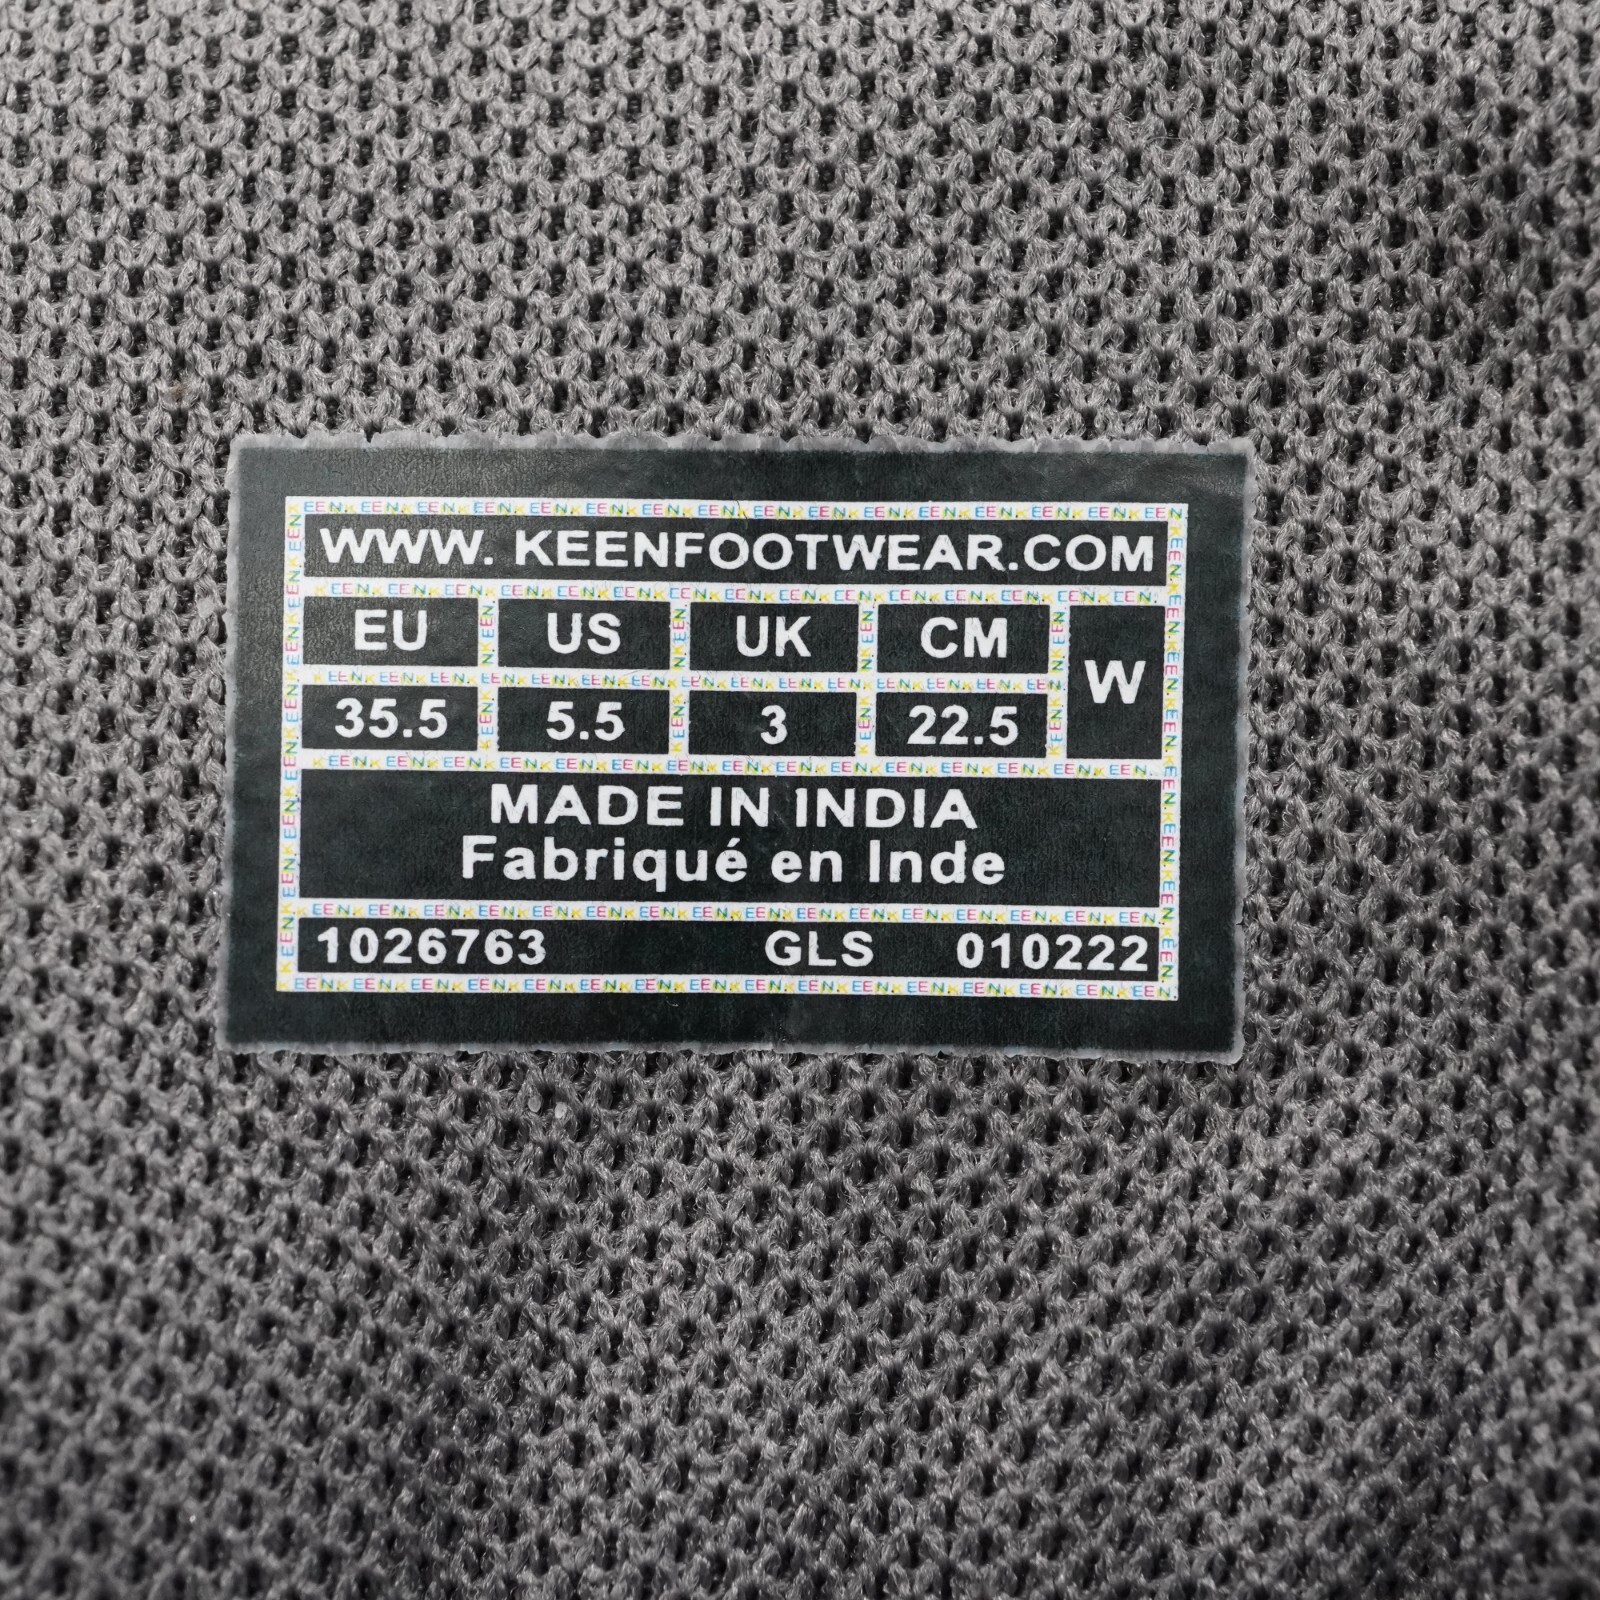 WWW. KEENFOOTWEAR.COM
EU US UK CM W
35.5 5.5 3 22.5
MADE IN INDIA
Fabriqué en Inde
1026763 GLS 010222